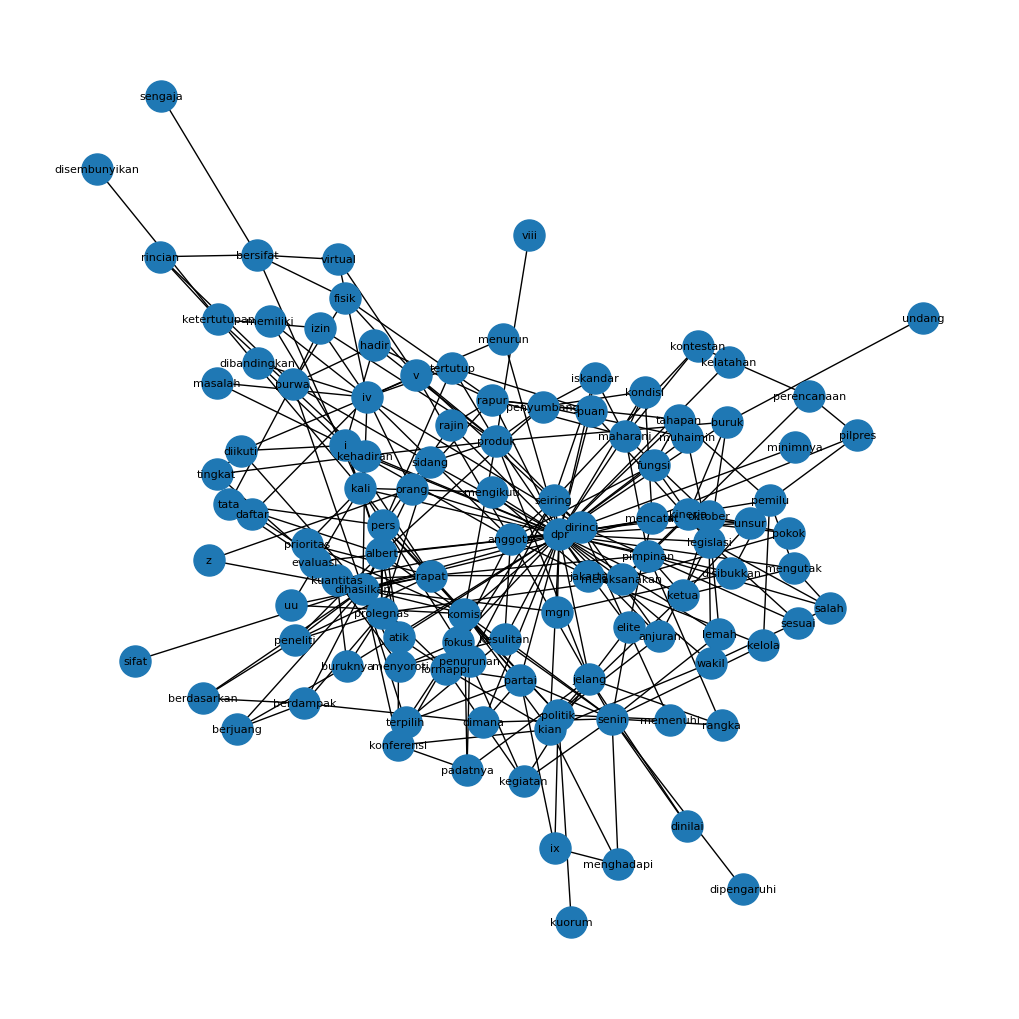 sengaja
disembunyikan
viii
rincian
bersifat
virtual
fisik
ketertutupan
memiliki
izin
undang
menurun
hadir
kontestan
kelatahan
dibandingkan
masalah
purwa
v
tertutup
iskandar
kondisi
perencanaan
iv
rapur
penyumbang
puan
tahapan
buruk
rajin
maharani
muhaimin
pilpres
i
produk
minimnya
diikuti
kehadiran
sidang
fungsi
tingkat
kali
orang
mengikuti
seiring
pemilu
tata
daftar
pers
dirinci
mencatat
kinerja
oktober
unsur
dpr
pokok
anggota
legislasi
prioritas
albert
pimpinan
z
evaluasi
kuantitas
rapat
jakarta
melaksanakan
disibukkan
mengutak
dihasilkan
uu
prolegnas
komisi
mgn
ketua
salah
sesuai
peneliti
atik
fokus
kesulitan
elite
anjuran
lemah
kelola
sifat
buruknya
menyoroti
formappi
penurunan
wakil
partai
jelang
berdasarkan
berdampak
berjuang
terpilih
dimana
politik
kian
senin
memenuhi
rangka
konferensi
padatnya
kegiatan
dinilai
ix
menghadapi
dipengaruhi
kuorum